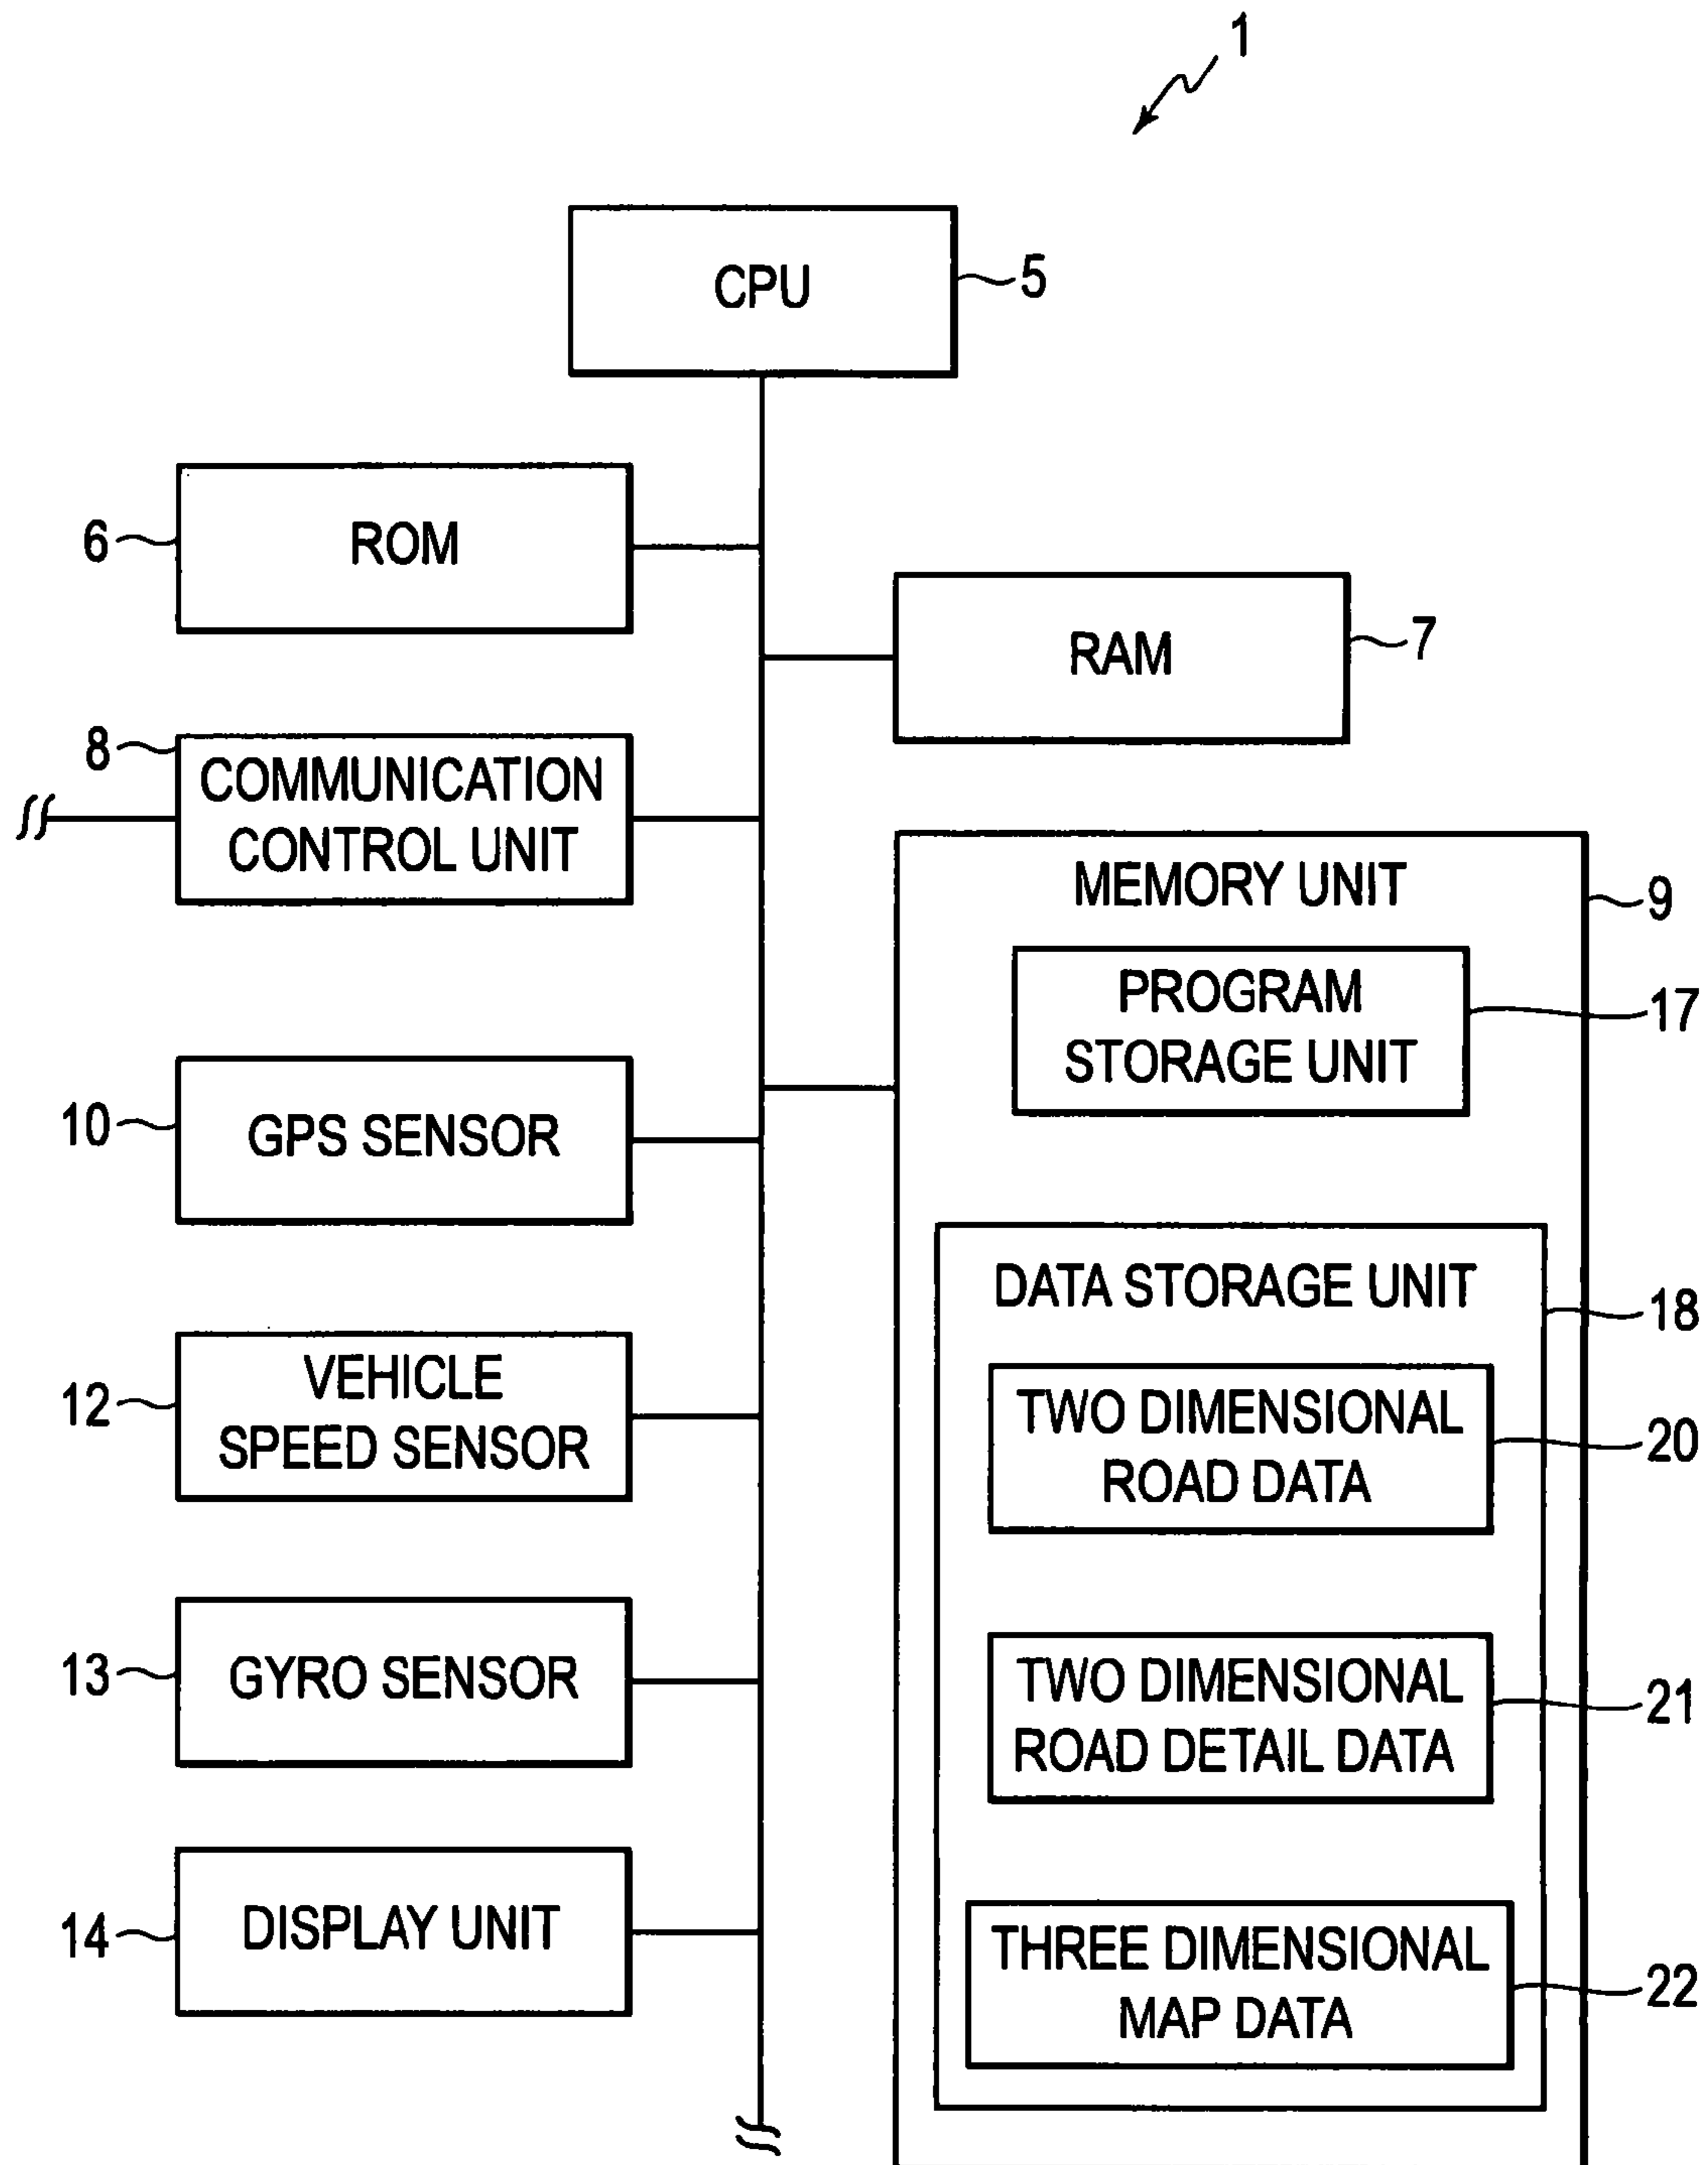 1
CPU
5
6
ROM
RAM
7
8
COMMUNICATION
CONTROL UNIT
MEMORY UNIT
9
PROGRAM
STORAGE UNIT
17
10
GPS SENSOR
DATA STORAGE UNIT
18
12
VEHICLE
SPEED SENSOR
TWO DIMENSIONAL
ROAD DATA
20
13
GYRO SENSOR
TWO DIMENSIONAL
ROAD DETAIL DATA
21
14
DISPLAY UNIT
THREE DIMENSIONAL
MAP DATA
22